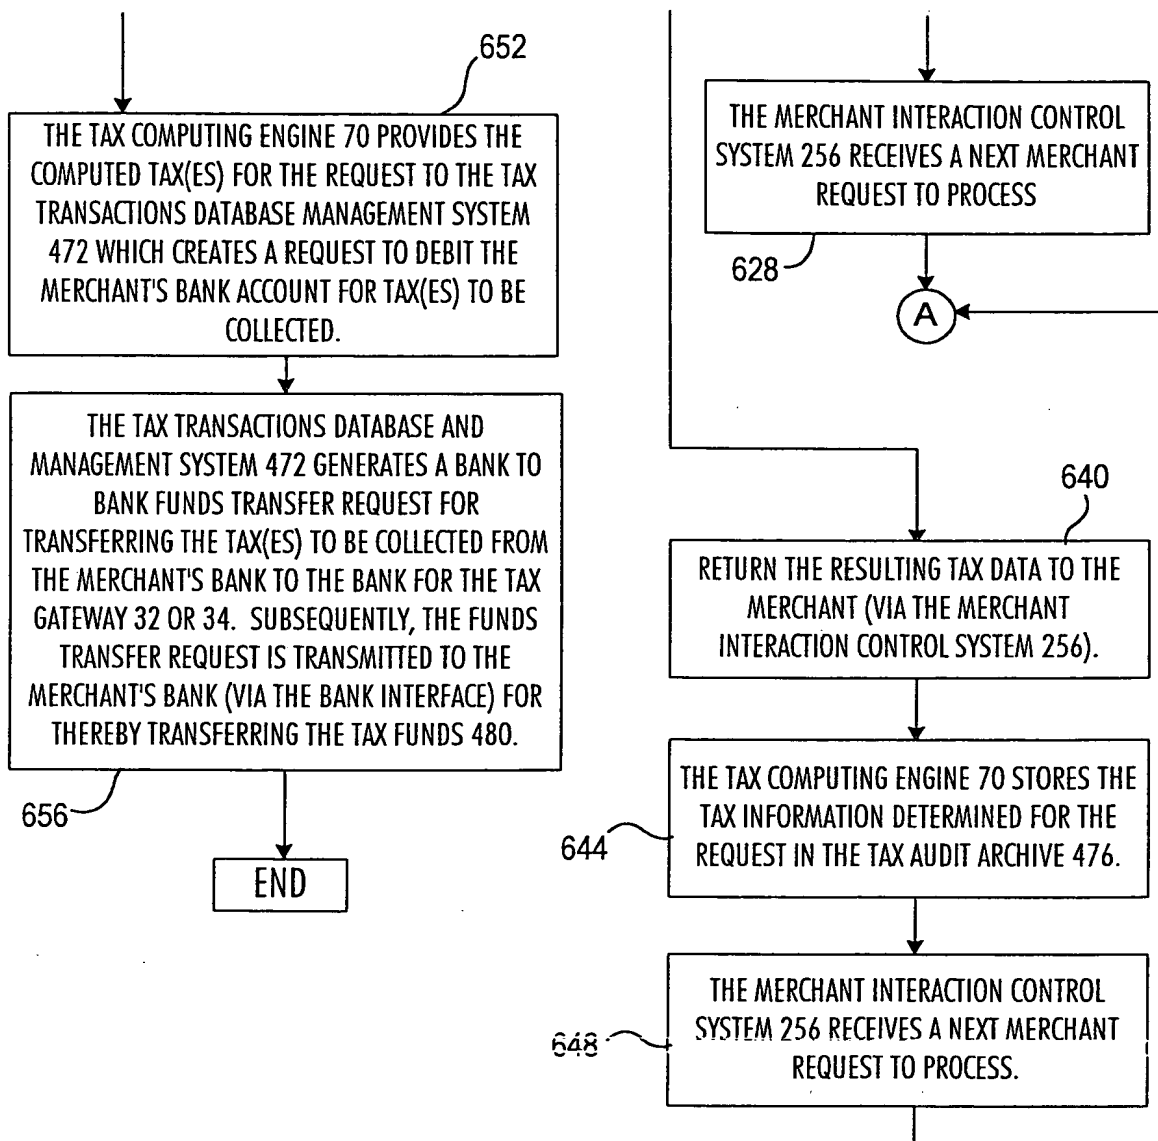 652
THE TAX COMPUTING ENGINE 70 PROVIDES THE
COMPUTED TAX(ES) FOR THE REQUEST TO THE TAX
TRANSACTIONS DATABASE MANAGEMENT SYSTEM
472 WHICH CREATES A REQUEST TO DEBIT THE
MERCHANT'S BANK ACCOUNT FOR TAX(ES) TO BE
COLLECTED.
THE TAX TRANSACTIONS DATABASE AND
MANAGEMENT SYSTEM 472 GENERATES A BANK TO
BANK FUNDS TRANSFER REQUEST FOR
TRANSFERRING THE TAX(ES) TO BE COLLECTED FROM
THE MERCHANT'S BANK TO THE BANK FOR THE TAX
GATEWAY 32 OR 34. SUBSEQUENTLY, THE FUNDS
TRANSFER REQUEST IS TRANSMITTED TO THE
MERCHANT'S BANK (VIA THE BANK INTERFACE) FOR
THEREBY TRANSFERRING THE TAX FUNDS 480.
656
END
THE MERCHANT INTERACTION CONTROL
SYSTEM 256 RECEIVES A NEXT MERCHANT
REQUEST TO PROCESS
628
A
640
RETURN THE RESULTING TAX DATA TO THE
MERCHANT (VIA THE MERCHANT
INTERACTION CONTROL SYSTEM 256).
THE TAX COMPUTING ENGINE 70 STORES THE
TAX INFORMATION DETERMINED FOR THE
REQUEST IN THE TAX AUDIT ARCHIVE 476.
644
THE MERCHANT INTERACTION CONTROL
SYSTEM 256 RECEIVES A NEXT MERCHANT
REQUEST TO PROCESS.
648